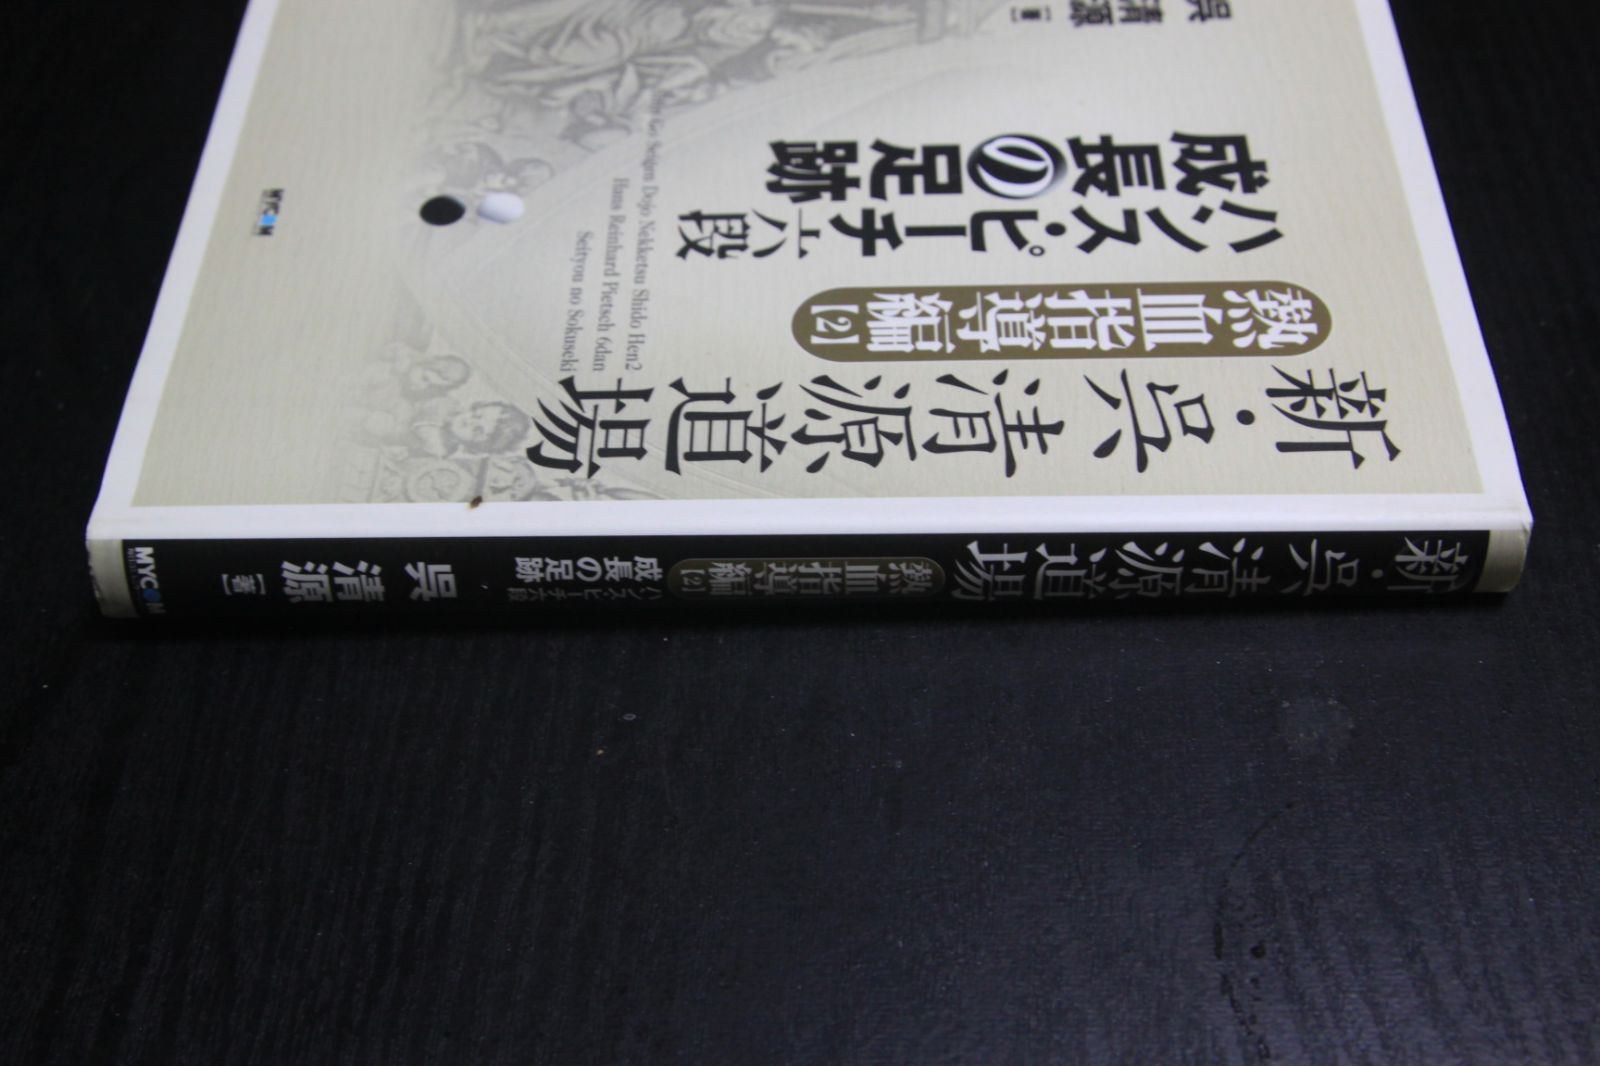 新・呉清源道場
熱血指導編【2】
ハンス・ピーチ六段
成長の足跡
呉清源【著】
Go Seigen Dojo Nekketsu Shido Hen2
Hans Reinhard Pietsch 6dan
Seityou no Sokuseki
MYCOM
新・呉清源道場
熱血指導編【2】
ハンス・ピーチ六段
成長の足跡
呉清源【著】
MYCOM